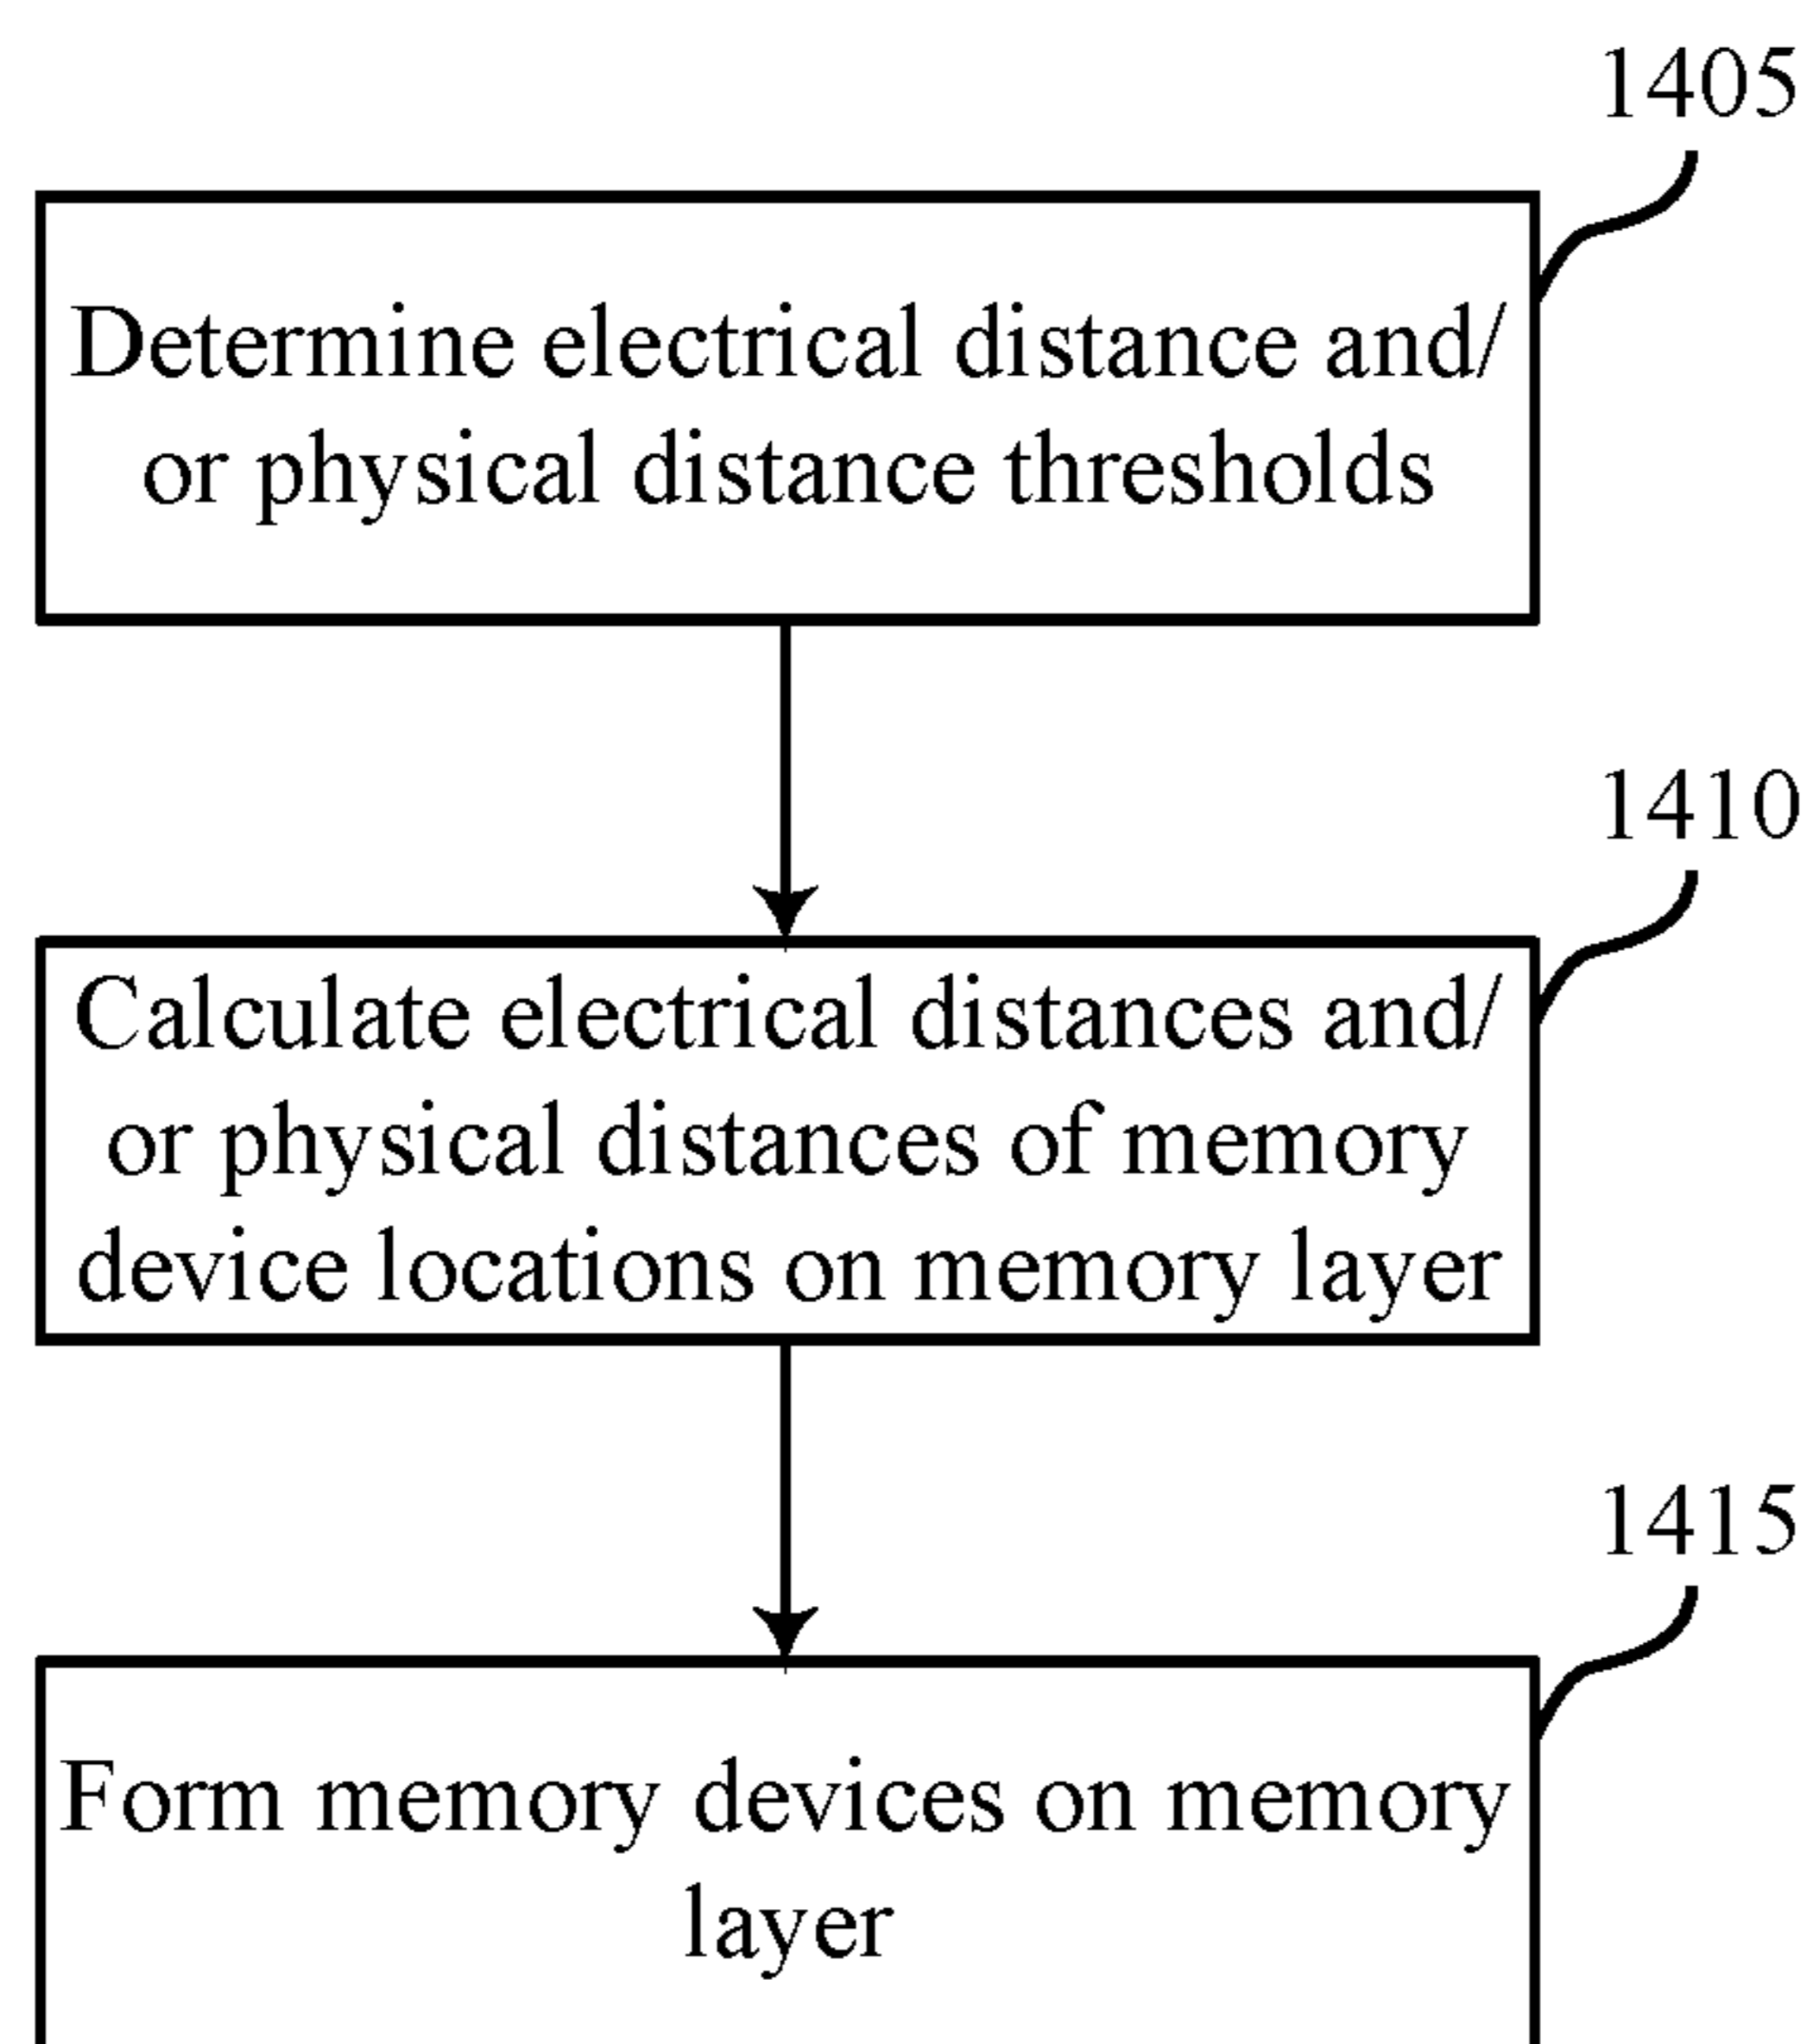 1405
Determine electrical distance and/
or physical distance thresholds
1410
Calculate electrical distances and/
or physical distances of memory
device locations on memory layer
1415
Form memory devices on memory
layer